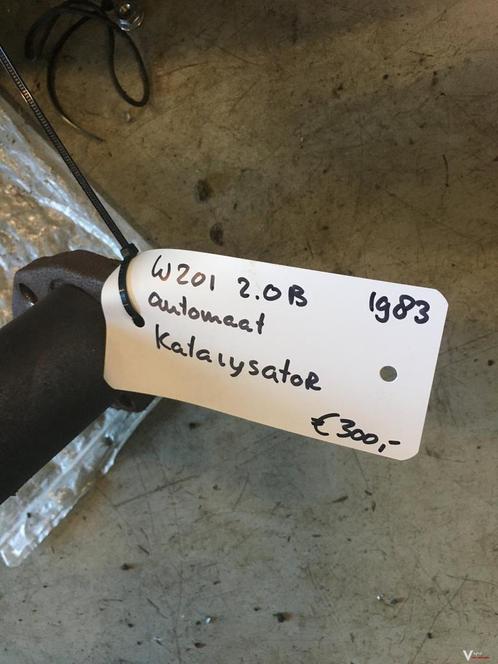 W201 2.0B 1983
automaat
Katalysator
€300,-